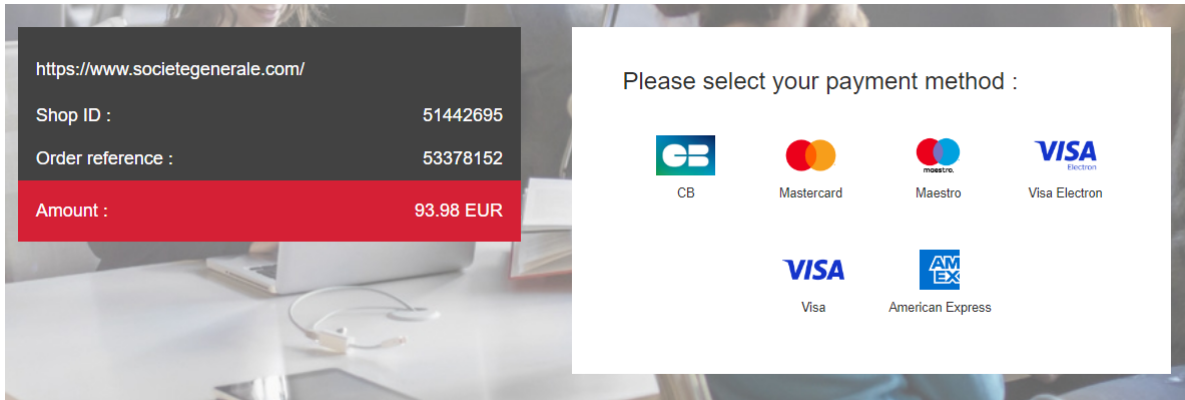 https://www.societegenerale.com/
Shop ID : 51442695
Order reference : 53378152
Amount : 93.98 EUR
Please select your payment method :
CB
CB
Mastercard
maestro.
Maestro
VISA
Electron
Visa Electron
VISA
Visa
AM
EX
American Express